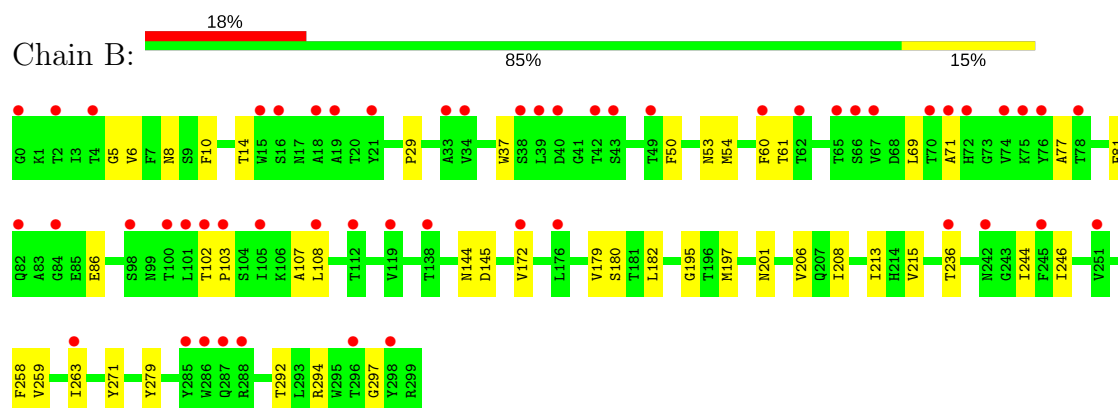 18%
Chain B:
85%
15%
G0 K1 T2 I3 T4 G5 V6 F7 N8 S9 F10 T14 W15 S16 N17 A18 A19 T20 Y21 P29 A33 V34 W37 S38 L39 D40 G41 T42 S43 T49 F50 N53 M54 F60 T61 T62 T65 S66 V67 D68 L69 T70 A71 H72 G73 V74 K75 Y76 A77 T78 F81
Q82 A83 G84 E85 E86 S98 N99 T100 L101 T102 P103 S104 I105 K106 A107 L108 T112 V119 T138 N144 D145 V172 L176 V179 S180 T181 L182 G195 T196 M197 N201 V206 Q207 I208 I213 H214 V215 T236 N242 G243 I244 F245 I246 V251
F258 V259 I263 Y271 Y279 Y285 W286 Q287 R288 T292 L293 R294 W295 T296 G297 Y298 R299